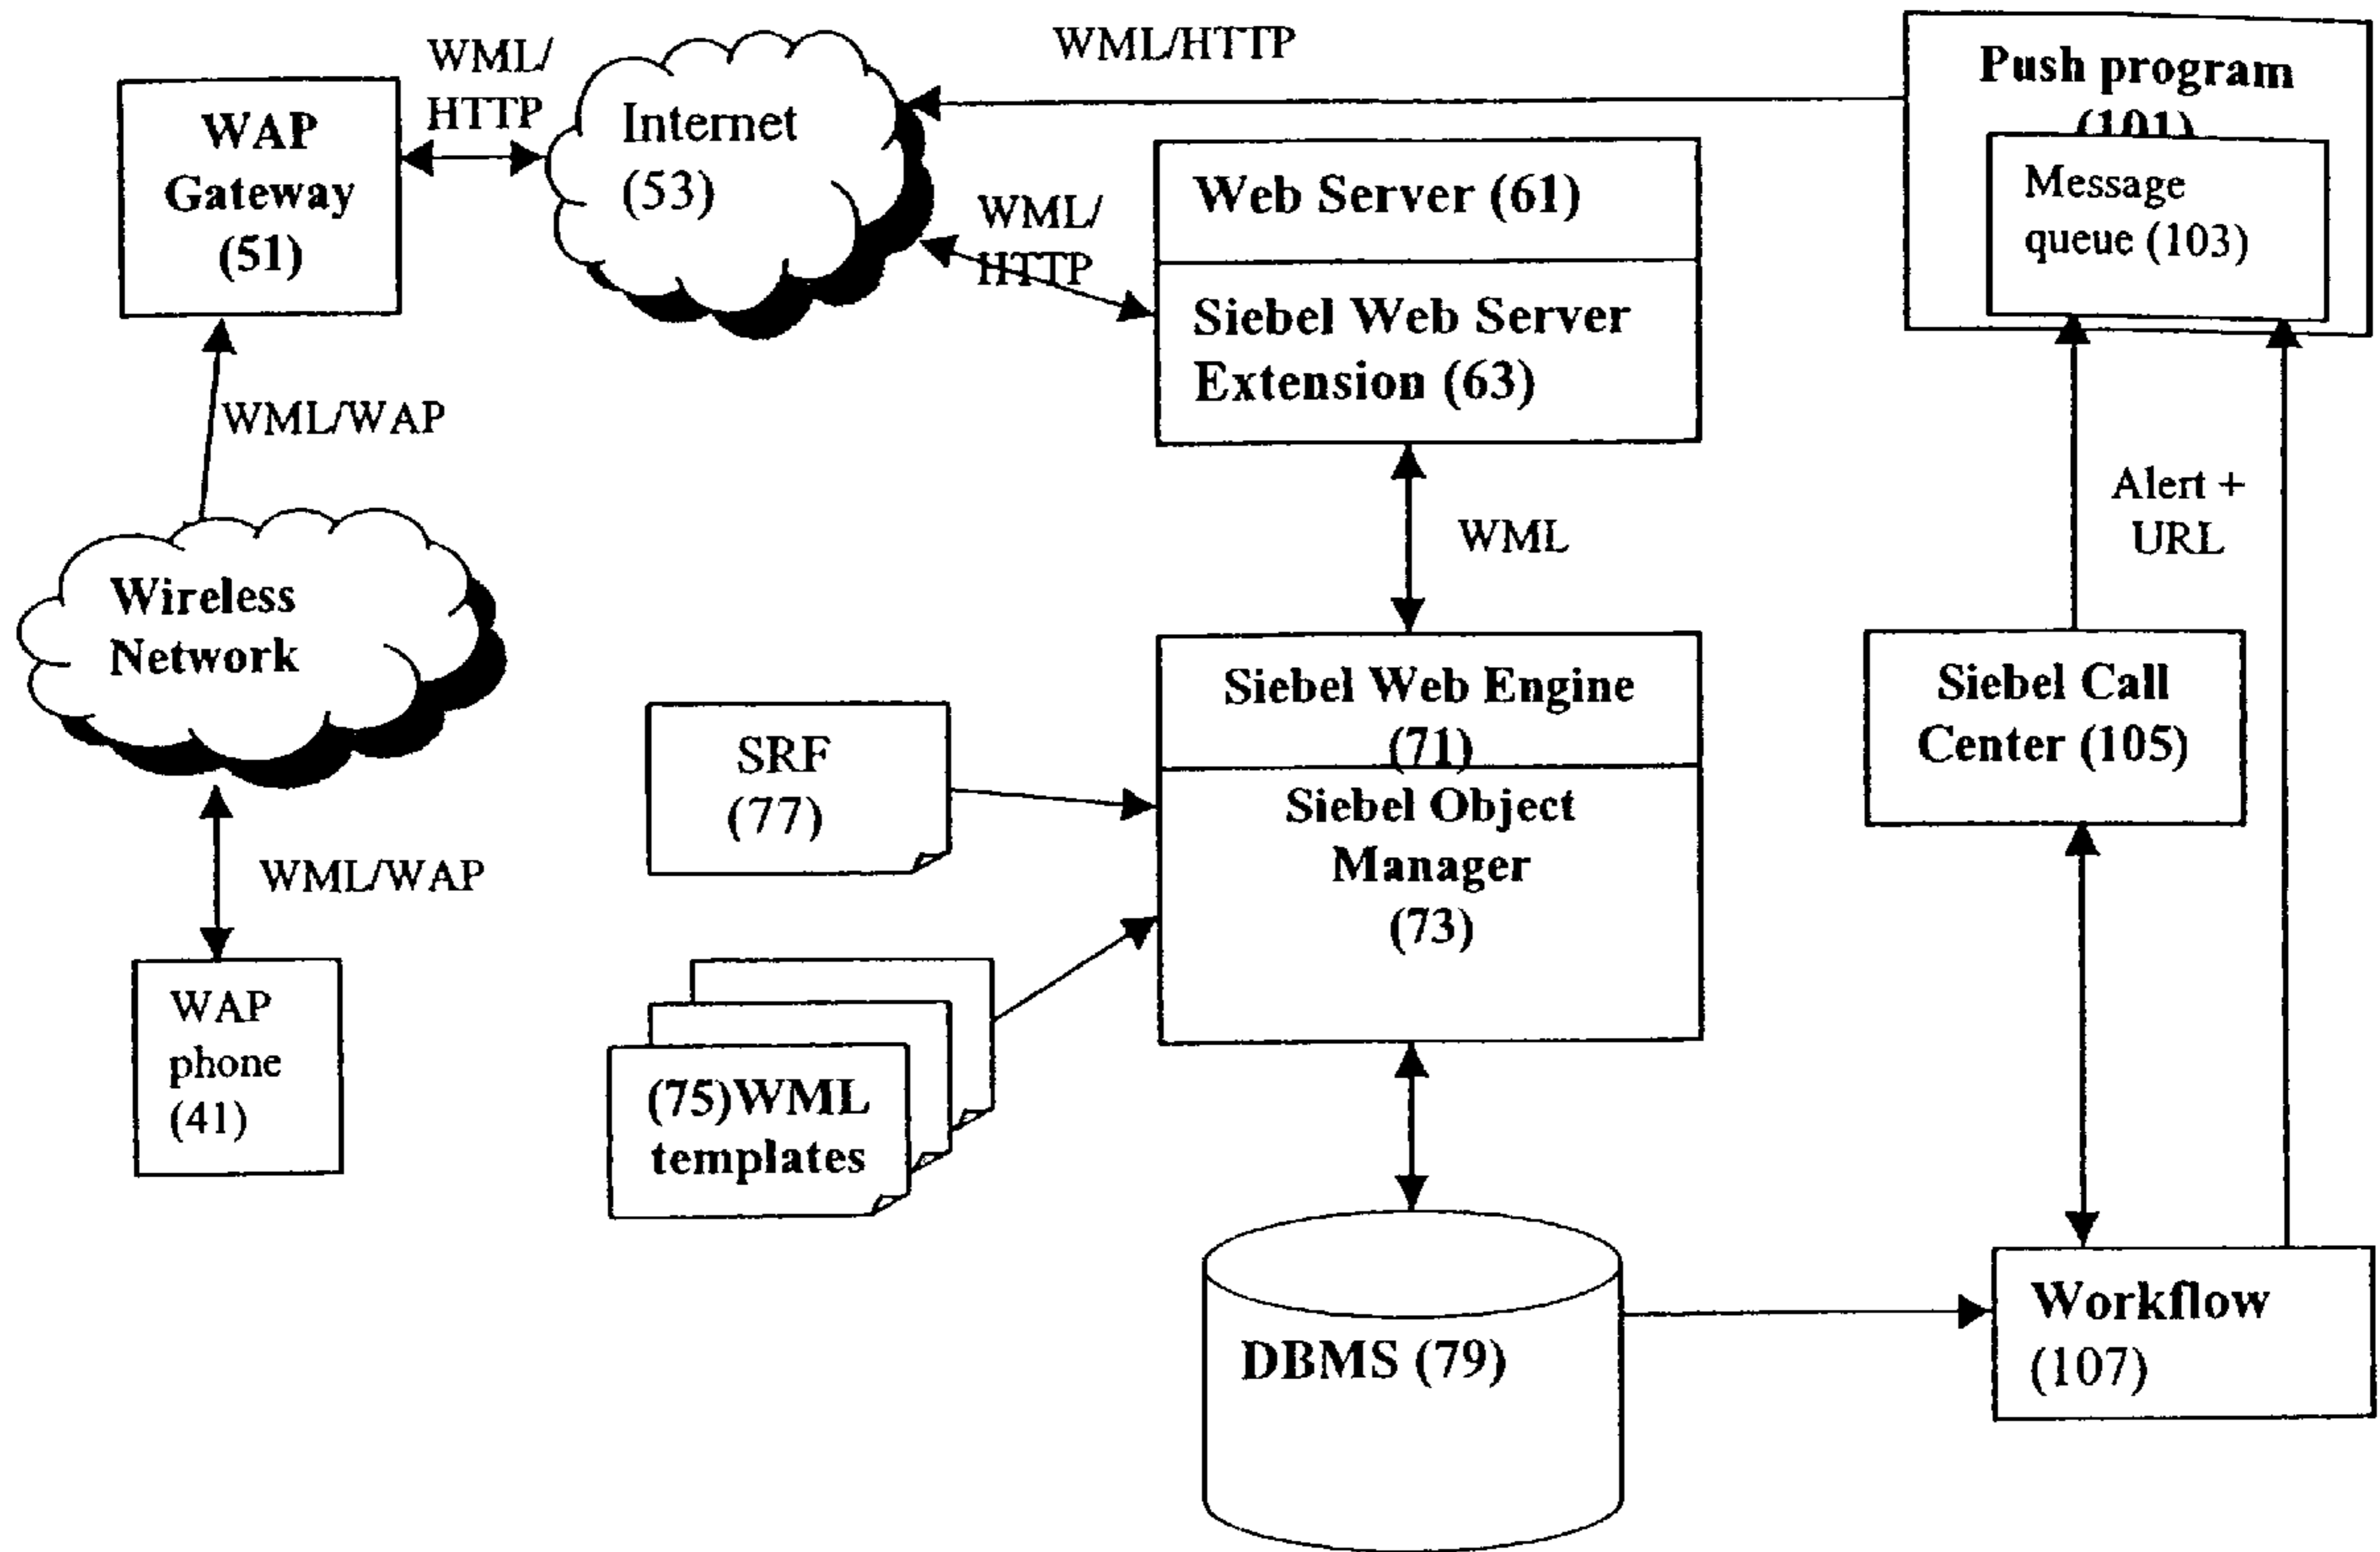 WML/
HTTP
WML/HTTP
Push program
(101)
WAP
Gateway
(51)
Internet
(53)
Web Server (61)
Message
queue (103)
WML/
HTTP
Siebel Web Server
Extension (63)
WML/WAP
WML
Alert +
URL
Wireless
Network
SRF
(77)
Siebel Web Engine
(71)
Siebel Object
Manager
(73)
Siebel Call
Center (105)
WML/WAP
WAP
phone
(41)
(75)WML
templates
DBMS (79)
Workflow
(107)